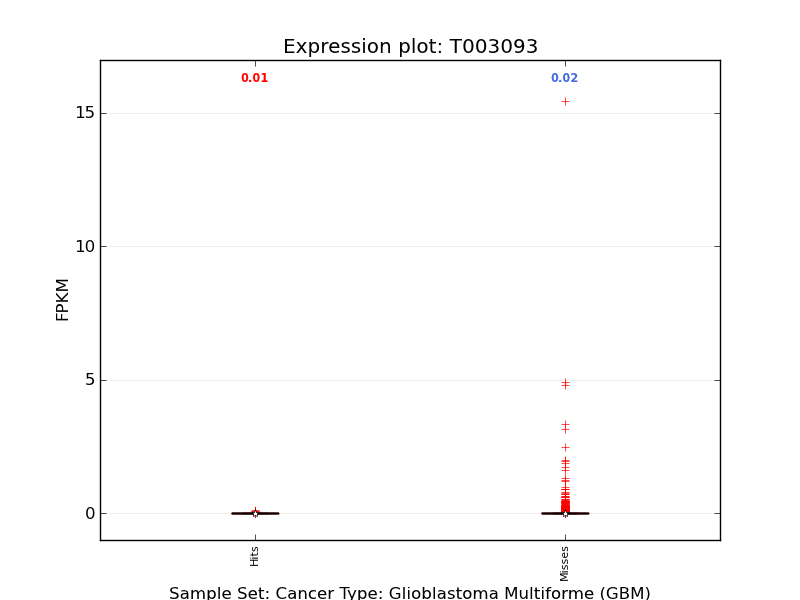 Expression plot: T003093
0.01
0.02
15
10
5
0
FPKM
Hits
Misses
Sample Set: Cancer Type: Glioblastoma Multiforme (GBM)